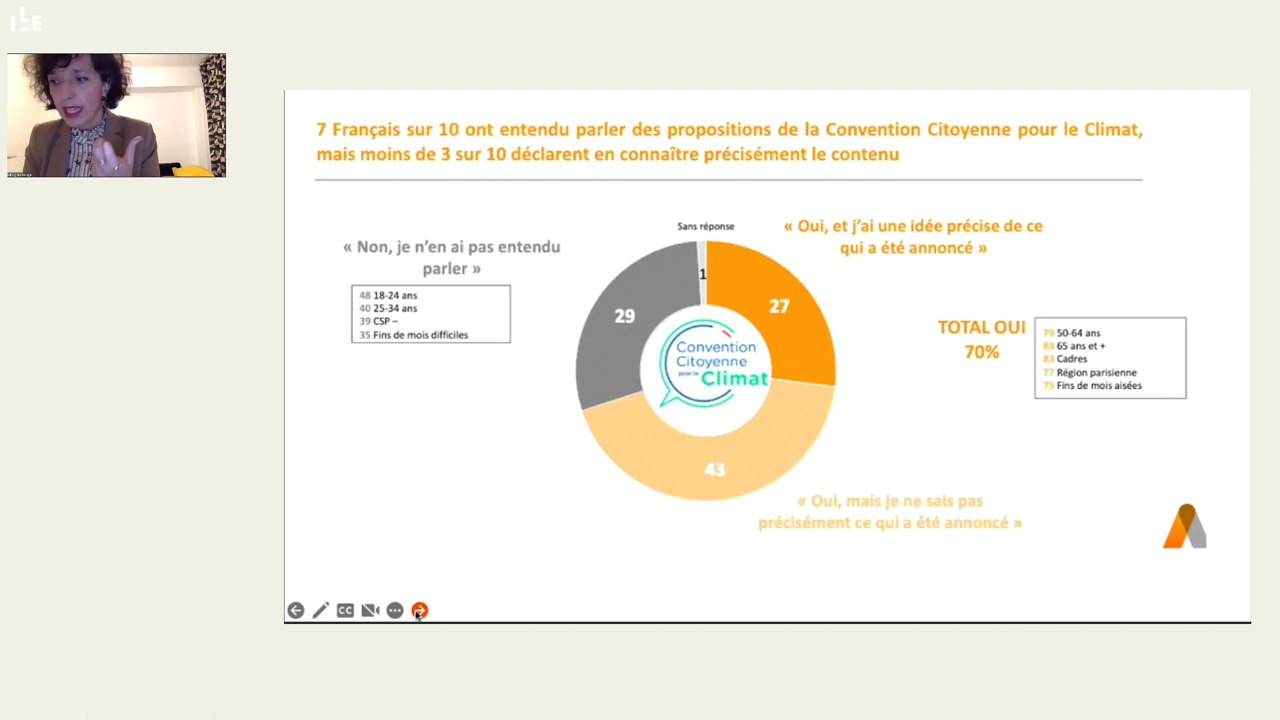 ILE
7 Français sur 10 ont entendu parler des propositions de la Convention Citoyenne pour le Climat,
mais moins de 3 sur 10 déclarent en connaître précisément le contenu
Sans réponse
« Oui, et j’ai une idée précise de ce
qui a été annoncé »
« Non, je n’en ai pas entendu
parler »
48 18-24 ans
40 25-34 ans
39 CSP –
35 Fins de mois difficiles
1
27
29
Convention
Citoyenne
pour le
Climat
43
TOTAL OUI
70%
79 50-64 ans
83 65 ans et +
83 Cadres
77 Région parisienne
75 Fins de mois aisées
« Oui, mais je ne sais pas
précisément ce qui a été annoncé »
CC